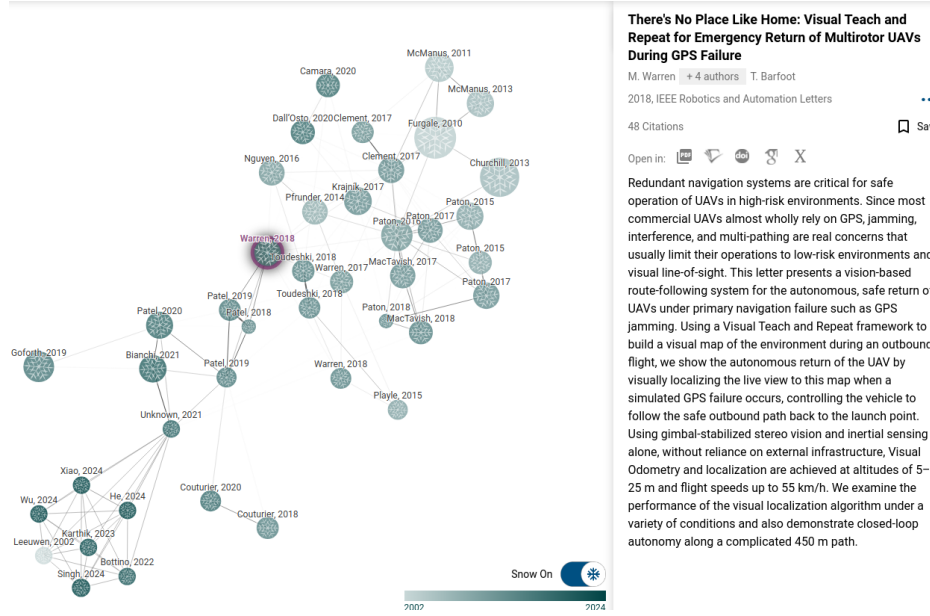 McManus, 2011
Camara, 2020
McManus, 2013
Dall'Osto, 2020
Clement, 2017
Furgale, 2010
Nguyen, 2016
Clement, 2017
Churchill, 2013
Krajník, 2017
Pfrunder, 2014
Paton, 2015
Paton, 2016
Paton, 2017
Warren, 2018
Paton, 2015
Toudeshki, 2018
MacTavish, 2017
Warren, 2017
Paton, 2017
Toudeshki, 2018
Patel, 2019
Paton, 2018
Patel, 2018
Patel, 2020
MacTavish, 2018
Goforth, 2019
Bianchi, 2021
Patel, 2019
Warren, 2018
Playle, 2015
Unknown, 2021
Xiao, 2024
Couturier, 2020
Wu, 2024
He, 2024
Couturier, 2018
Karthik, 2023
Leeuwen, 2002
Bottino, 2022
Singh, 2024
Snow On
2002
2024
There's No Place Like Home: Visual Teach and
Repeat for Emergency Return of Multirotor UAVs
During GPS Failure
M. Warren + 4 authors T. Barfoot
2018, IEEE Robotics and Automation Letters
48 Citations
Sav
Open in: PDF doi g X
Redundant navigation systems are critical for safe
operation of UAVs in high-risk environments. Since most
commercial UAVs almost wholly rely on GPS, jamming,
interference, and multi-pathing are real concerns that
usually limit their operations to low-risk environments and
visual line-of-sight. This letter presents a vision-based
route-following system for the autonomous, safe return of
UAVs under primary navigation failure such as GPS
jamming. Using a Visual Teach and Repeat framework to
build a visual map of the environment during an outbound
flight, we show the autonomous return of the UAV by
visually localizing the live view to this map when a
simulated GPS failure occurs, controlling the vehicle to
follow the safe outbound path back to the launch point.
Using gimbal-stabilized stereo vision and inertial sensing
alone, without reliance on external infrastructure, Visual
Odometry and localization are achieved at altitudes of 5–
25 m and flight speeds up to 55 km/h. We examine the
performance of the visual localization algorithm under a
variety of conditions and also demonstrate closed-loop
autonomy along a complicated 450 m path.